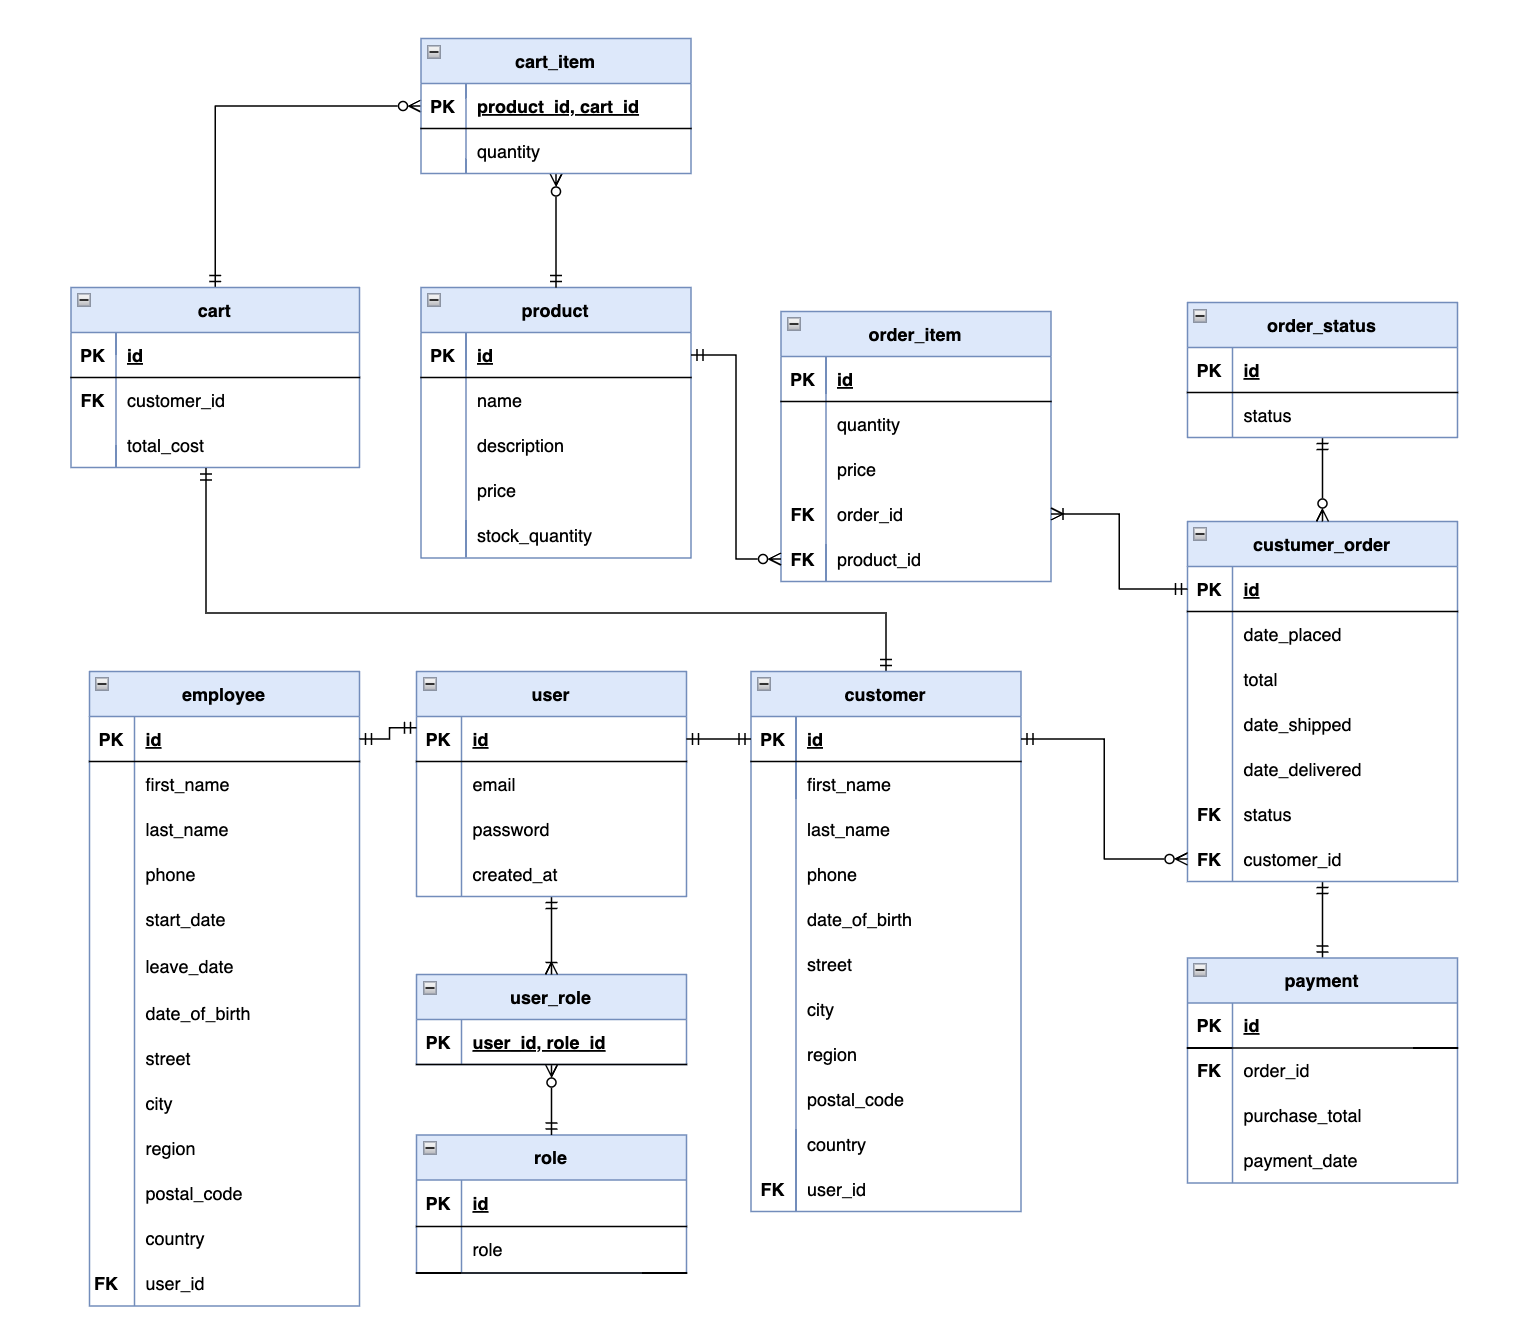 cart_item
PK product_id, cart_id
quantity
cart
PK id
FK customer_id
total_cost
product
PK id
name
description
price
stock_quantity
order_item
PK id
quantity
price
FK order_id
FK product_id
order_status
PK id
status
custumer_order
PK id
date_placed
total
date_shipped
date_delivered
FK status
FK customer_id
employee
PK id
first_name
last_name
phone
start_date
leave_date
date_of_birth
street
city
region
postal_code
country
FK user_id
user
PK id
email
password
created_at
user_role
PK user_id, role_id
role
PK id
role
customer
PK id
first_name
last_name
phone
date_of_birth
street
city
region
postal_code
country
FK user_id
payment
PK id
FK order_id
purchase_total
payment_date